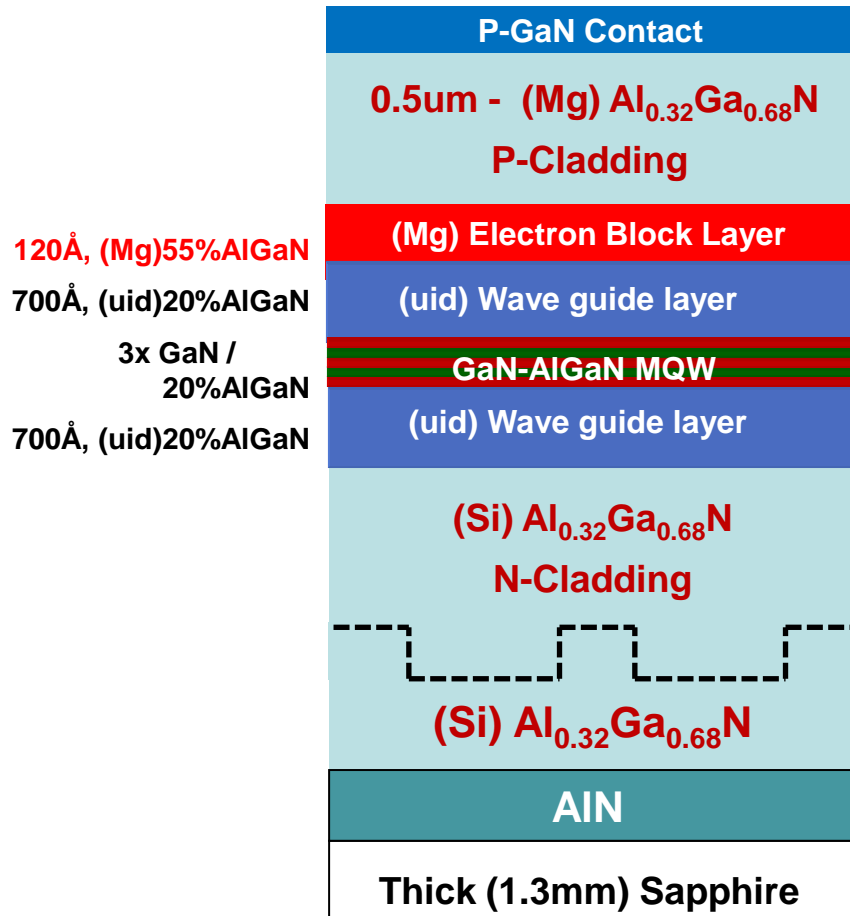 P-GaN Contact
0.5um - (Mg) Al0.32Ga0.68N
P-Cladding
120Å, (Mg)55%AlGaN
(Mg) Electron Block Layer
700Å, (uid)20%AlGaN
(uid) Wave guide layer
3x GaN /
20%AlGaN
GaN-AlGaN MQW
700Å, (uid)20%AlGaN
(uid) Wave guide layer
(Si) Al0.32Ga0.68N
N-Cladding
(Si) Al0.32Ga0.68N
AlN
Thick (1.3mm) Sapphire